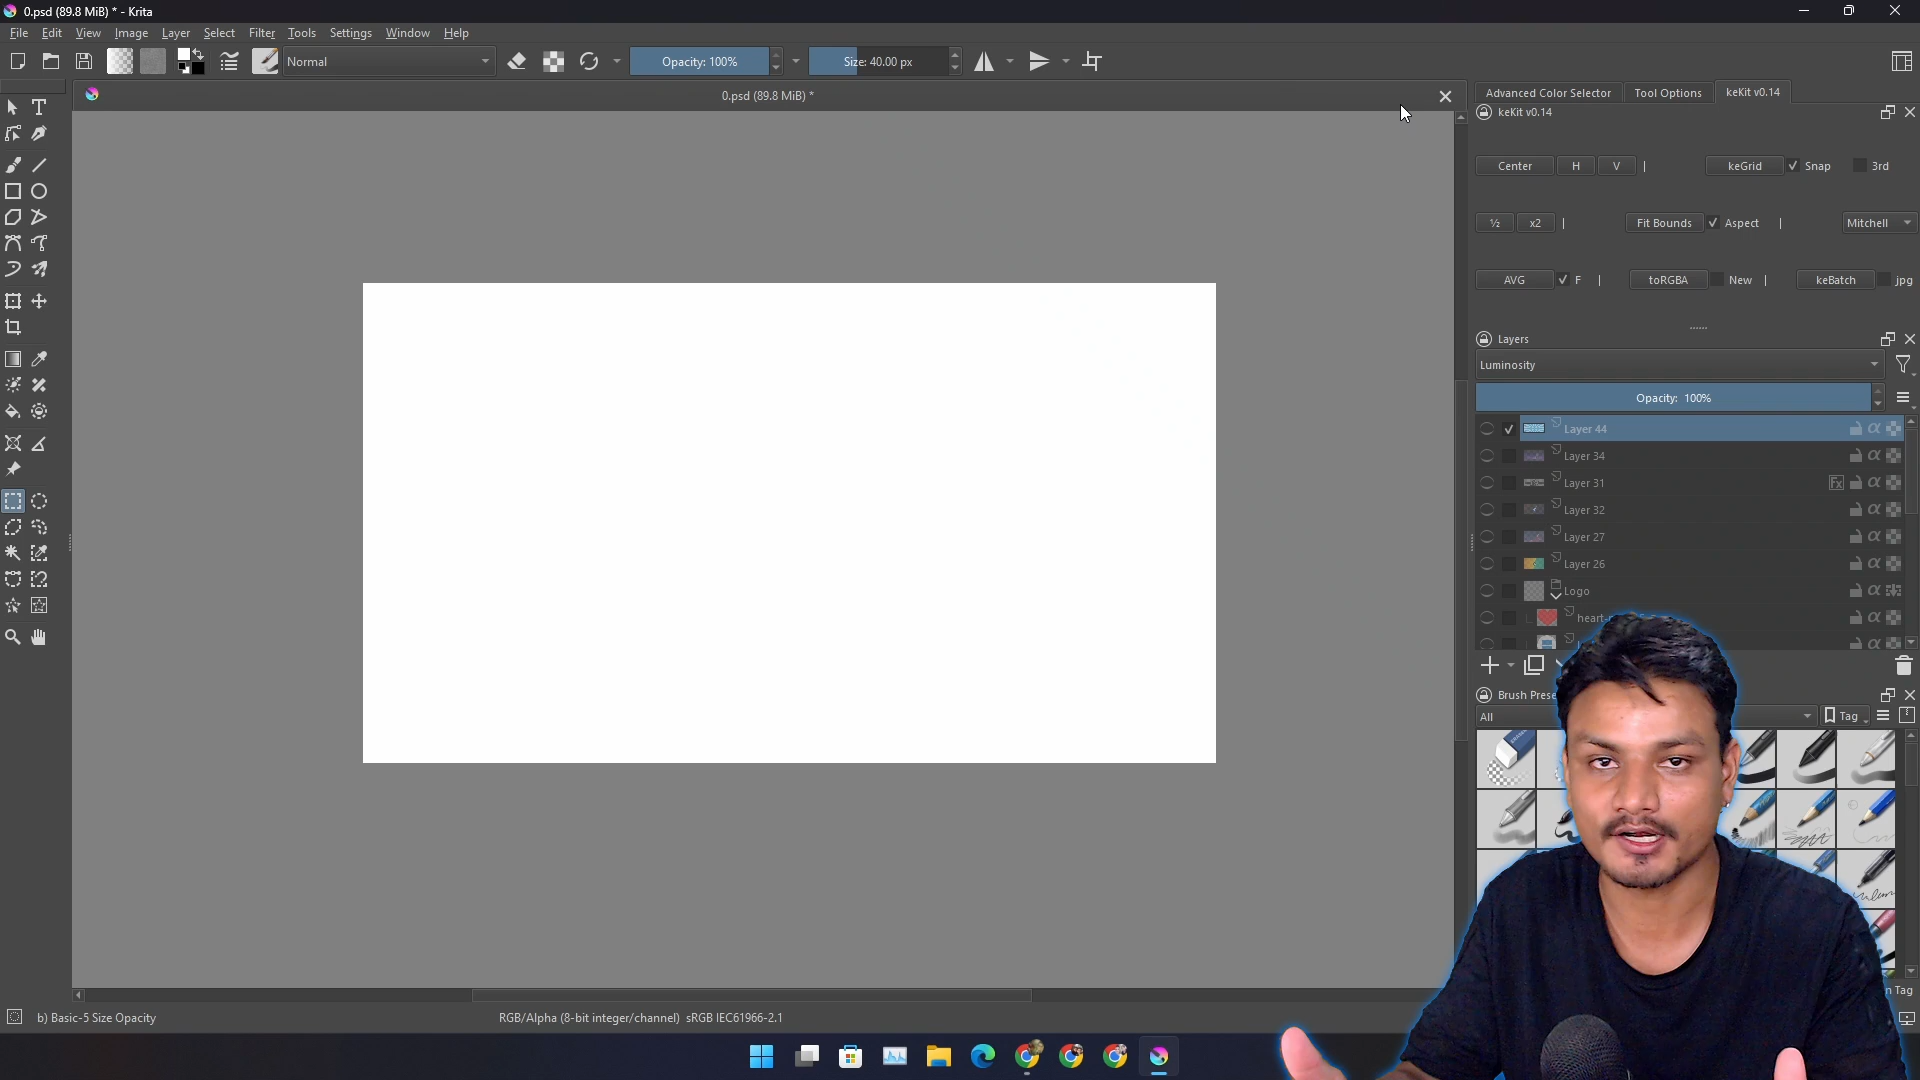 0.psd (89.8 MiB) * - Krita
File Edit View Image Layer Select Filter Tools Settings Window Help
Normal
Opacity: 100%
Size: 40.00 px
0.psd (89.8 MiB) *
Advanced Color Selector Tool Options keKit v0.14
keKit v0.14
Center H V | keGrid Snap 3rd
½ x2 | Fit Bounds Aspect | Mitchell
AVG F | toRGBA New | keBatch jpg
Layers
Luminosity
Opacity: 100%
Layer 44
Layer 34
Layer 31
Fx
Layer 32
Layer 27
Layer 26
Logo
Brush Prese
All
Tag
n Tag
b) Basic-5 Size Opacity
RGB/Alpha (8-bit integer/channel) sRGB IEC61966-2.1